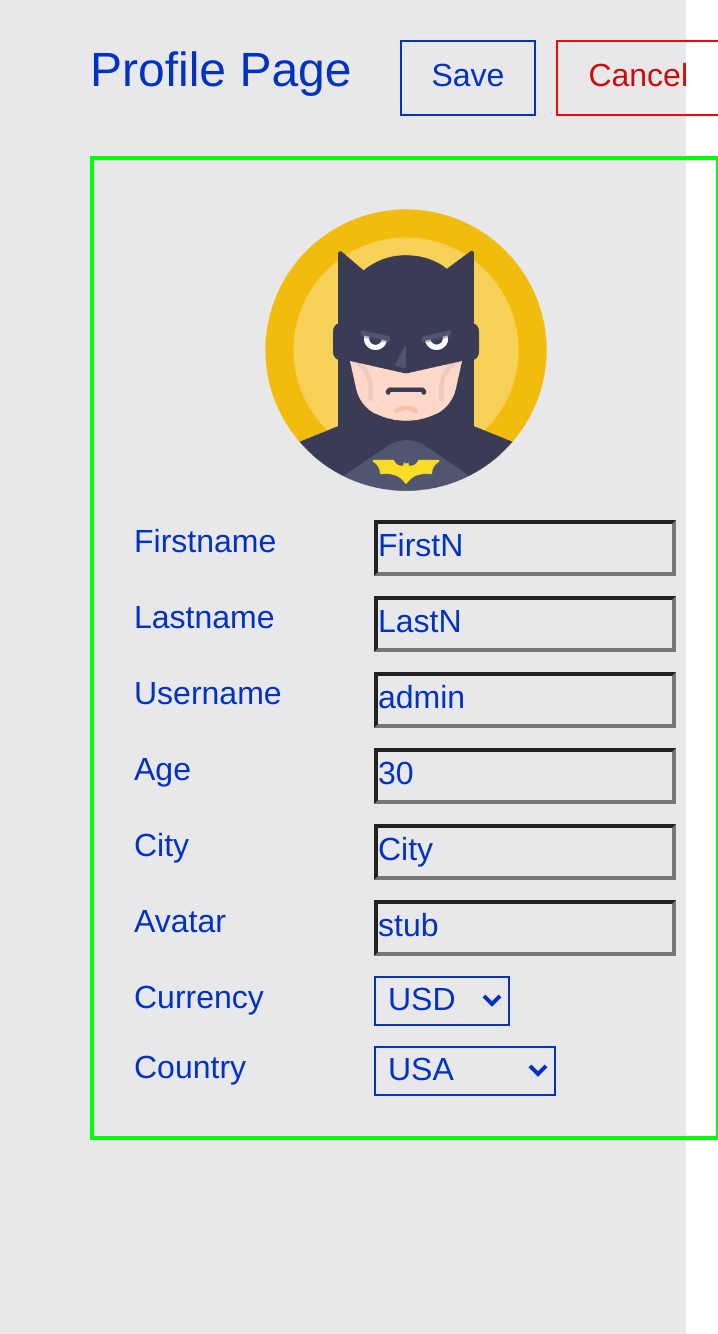 Profile Page Save Cancel
Firstname FirstN
Lastname LastN
Username admin
Age 30
City City
Avatar stub
Currency USD
Country USA